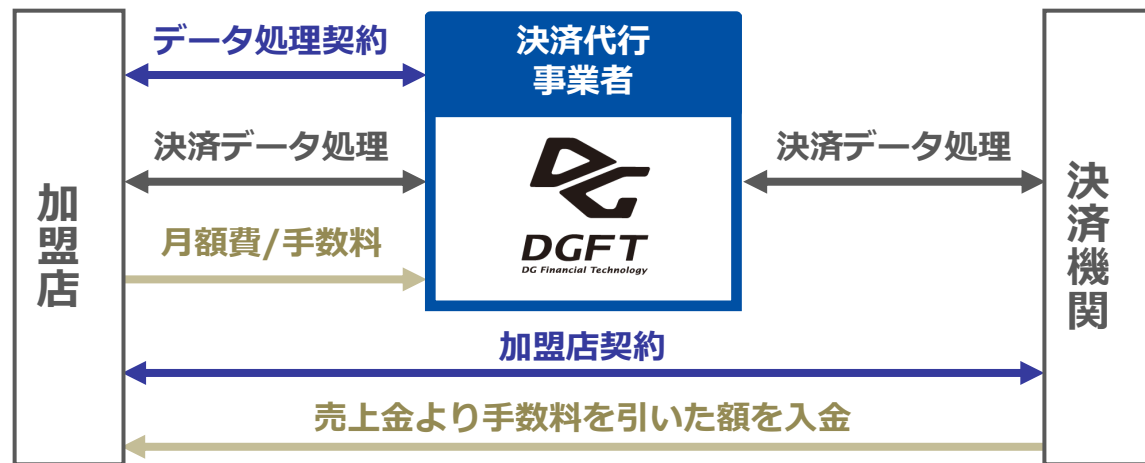 データ処理契約
決済代行
事業者
決済データ処理
決済データ処理
加盟店
DGFT
DG Financial Technology
月額費/手数料
決済機関
加盟店契約
売上金より手数料を引いた額を入金